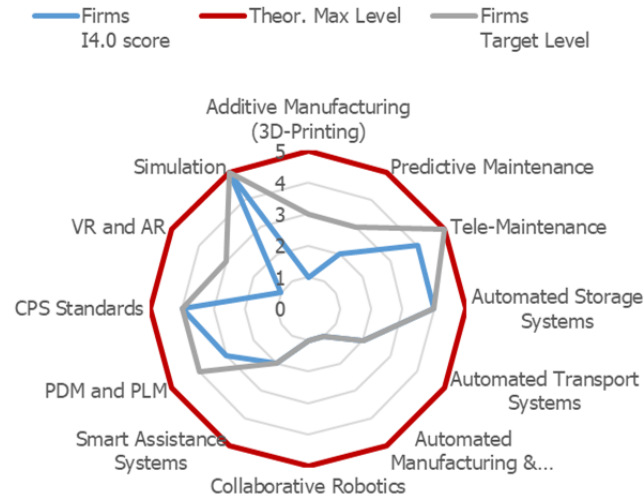 Firms
I4.0 score
Theor. Max Level
Firms
Target Level
Additive Manufacturing
(3D-Printing)
Simulation
Predictive Maintenance
VR and AR
Tele-Maintenance
CPS Standards
Automated Storage
Systems
PDM and PLM
Automated Transport
Systems
Smart Assistance
Systems
Automated
Manufacturing &...
Collaborative Robotics
5
4
3
2
1
0